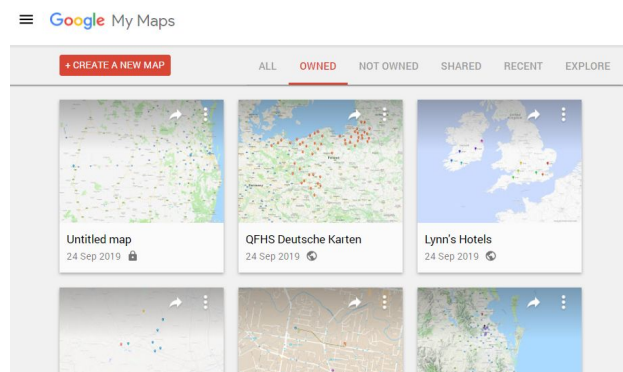 Google My Maps
+ CREATE A NEW MAP
ALL OWNED NOT OWNED SHARED RECENT EXPLORE
Untitled map
24 Sep 2019
QFHS Deutsche Karten
24 Sep 2019
Lynn's Hotels
24 Sep 2019